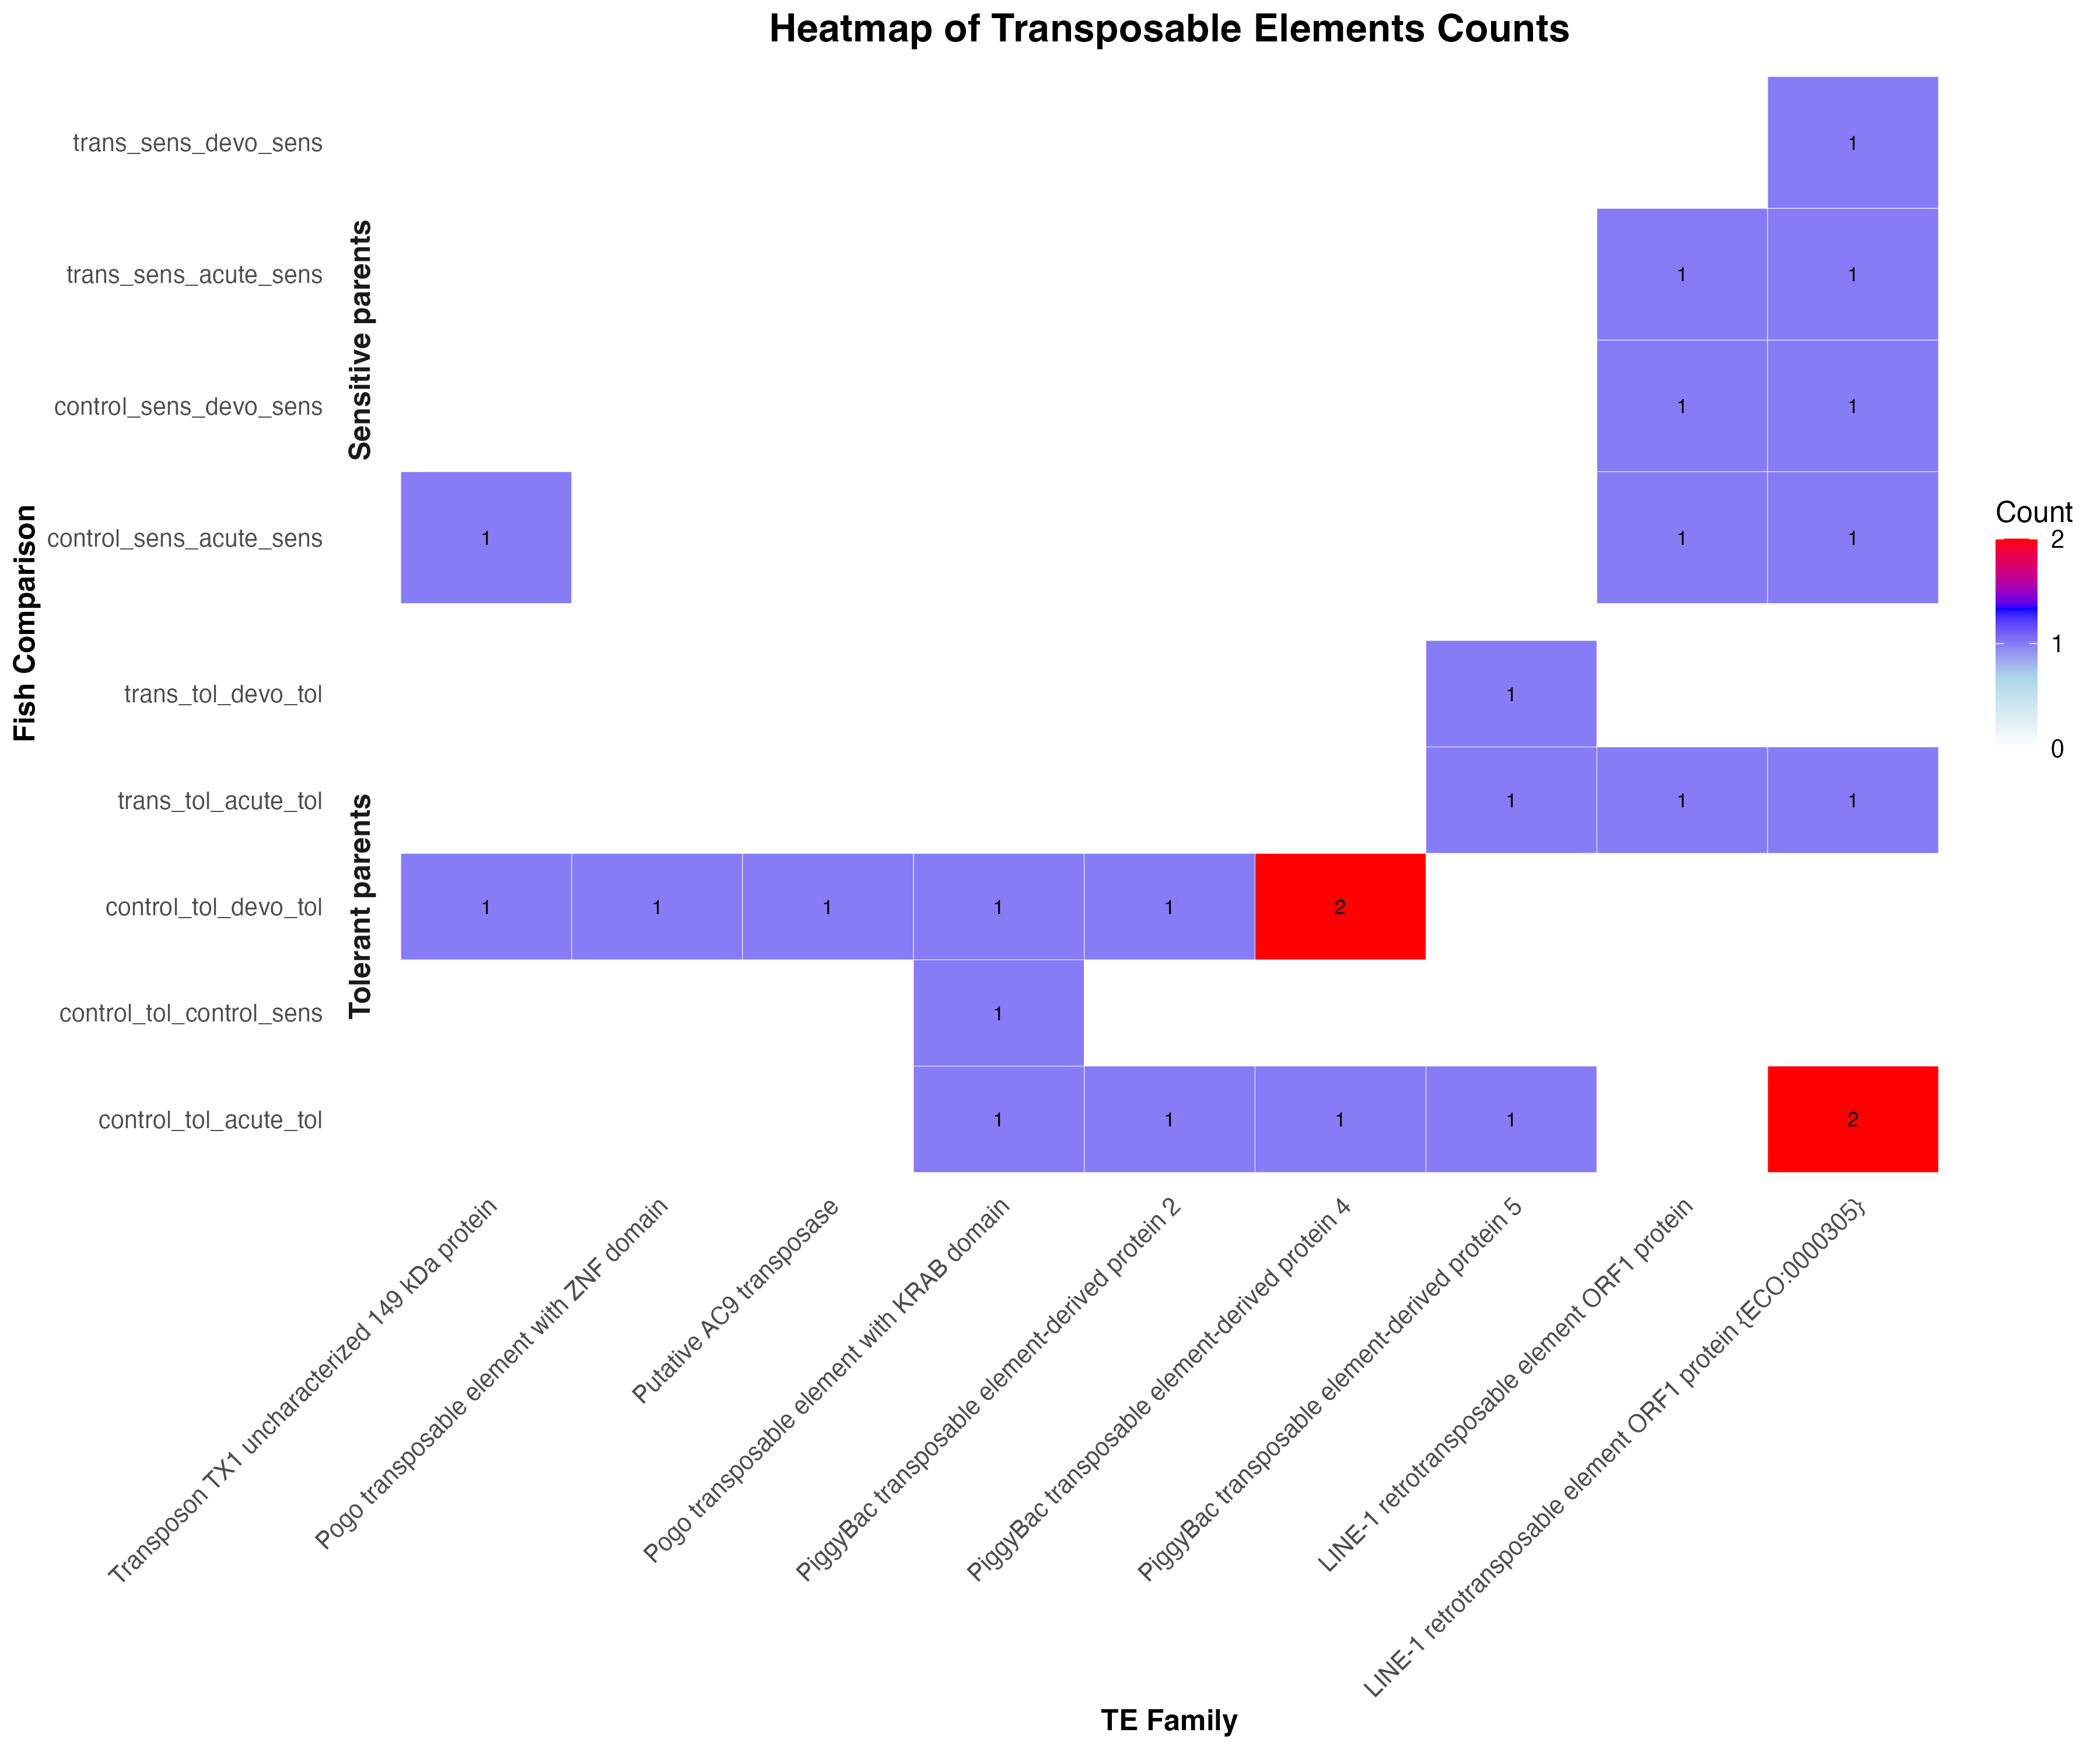 Heatmap of Transposable Elements Counts
Fish Comparison
Sensitive parents
trans_sens_devo_sens 1
trans_sens_acute_sens 1 1
control_sens_devo_sens 1 1
control_sens_acute_sens 1 1 1
Tolerant parents
trans_tol_devo_tol 1
trans_tol_acute_tol 1 1 1
control_tol_devo_tol 1 1 1 1 1 2
control_tol_control_sens 1
control_tol_acute_tol 1 1 1 1 2
Transposon TX1 uncharacterized 149 kDa protein
Pogo transposable element with ZNF domain
Putative AC9 transposase
Pogo transposable element with KRAB domain
PiggyBac transposable element-derived protein 2
PiggyBac transposable element-derived protein 4
PiggyBac transposable element-derived protein 5
LINE-1 retrotransposable element ORF1 protein
LINE-1 retrotransposable element ORF1 protein {ECO:0000305}
TE Family
Count
2
1
0